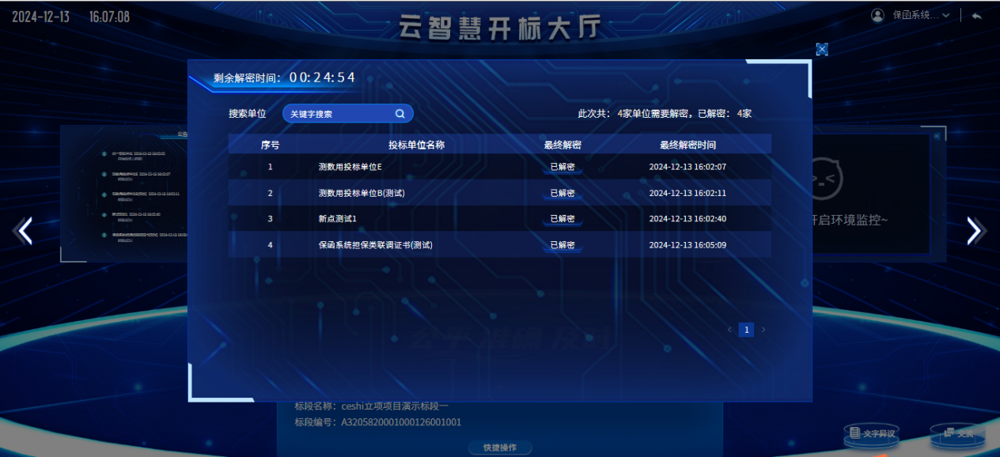 2024-12-13 16:07:08
云智慧开标大厅
保函系统...
剩余解密时间： 00:24:54
搜索单位 关键字搜索
此次共： 4家单位需要解密，已解密： 4家
序号 投标单位名称 最终解密 最终解密时间
1 测数用投标单位E 已解密 2024-12-13 16:02:07
2 测数用投标单位B(测试) 已解密 2024-12-13 16:02:11
3 新点测试1 已解密 2024-12-13 16:02:40
4 保函系统担保类联调证书(测试) 已解密 2024-12-13 16:05:09
开启环境监控~
1
标段名称：ceshi立项项目演示标段一
标段编号：A3205820001000126001001
快捷操作
文字异议
交流